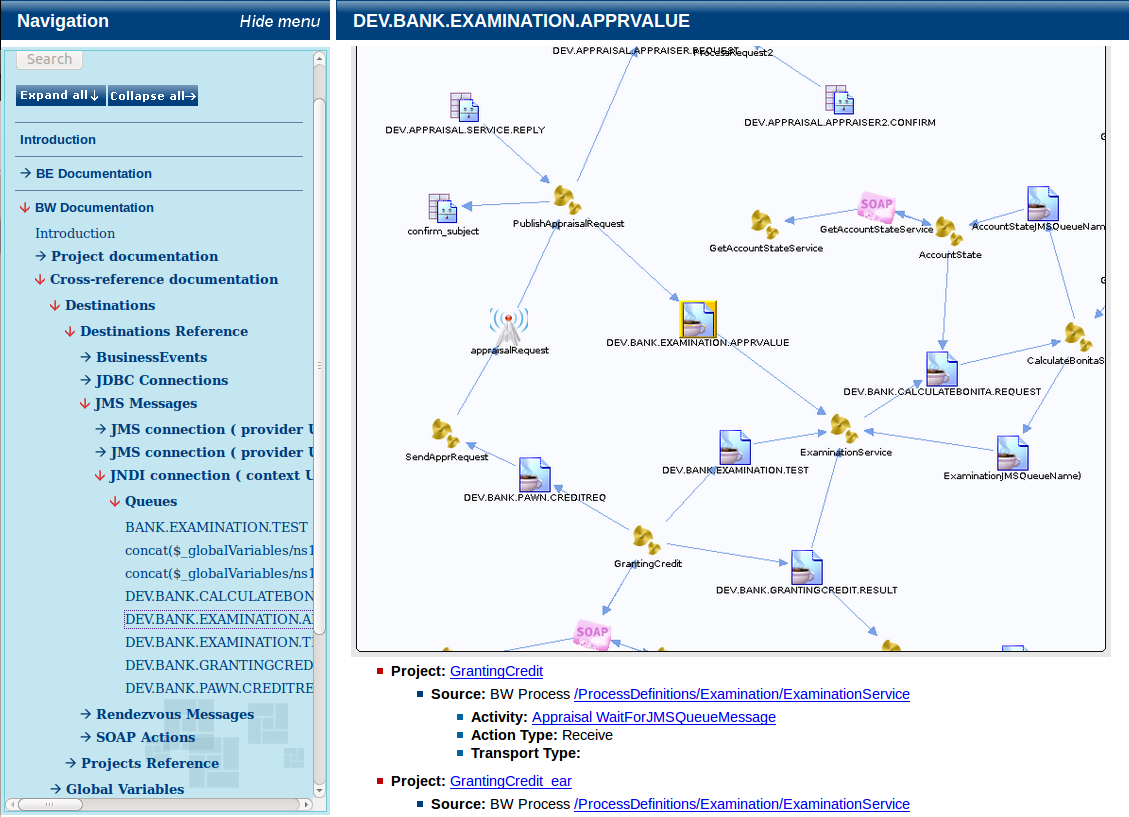 Navigation
Hide menu
Search
Expand all↓
Collapse all→
Introduction
BE Documentation
BW Documentation
Introduction
Project documentation
Cross-reference documentation
Destinations
Destinations Reference
BusinessEvents
JDBC Connections
JMS Messages
JMS connection ( provider U
JMS connection ( provider U
JNDI connection ( context U
Queues
BANK.EXAMINATION.TEST
concat($_globalVariables/ns1
concat($_globalVariables/ns1
DEV.BANK.CALCULATEBON
DEV.BANK.EXAMINATION.A
DEV.BANK.EXAMINATION.T
DEV.BANK.GRANTINGCRED
DEV.BANK.PAWN.CREDITRE
Rendezvous Messages
SOAP Actions
Projects Reference
Global Variables
DEV.BANK.EXAMINATION.APPRVALUE
DEV.APPRAISAL.APPRAISER.REQUEST
ProcessRequest2
DEV.APPRAISAL.SERVICE.REPLY
DEV.APPRAISAL.APPRAISER2.CONFIRM
confirm_subject
PublishAppraisalRequest
SOAP
GetAccountStateService
GetAccountStateService
AccountStateJMSQueueNam
AccountState
appraisalRequest
DEV.BANK.EXAMINATION.APPRVALUE
CalculateBonitaS
DEV.BANK.CALCULATEBONITA.REQUEST
SendApprRequest
ExaminationService
DEV.BANK.EXAMINATION.TEST
ExaminationJMSQueueName)
DEV.BANK.PAWN.CREDITREQ
GrantingCredit
DEV.BANK.GRANTINGCREDIT.RESULT
SOAP
Project: GrantingCredit
Source: BW Process /ProcessDefinitions/Examination/ExaminationService
Activity: Appraisal WaitForJMSQueueMessage
Action Type: Receive
Transport Type:
Project: GrantingCredit_ear
Source: BW Process /ProcessDefinitions/Examination/ExaminationService